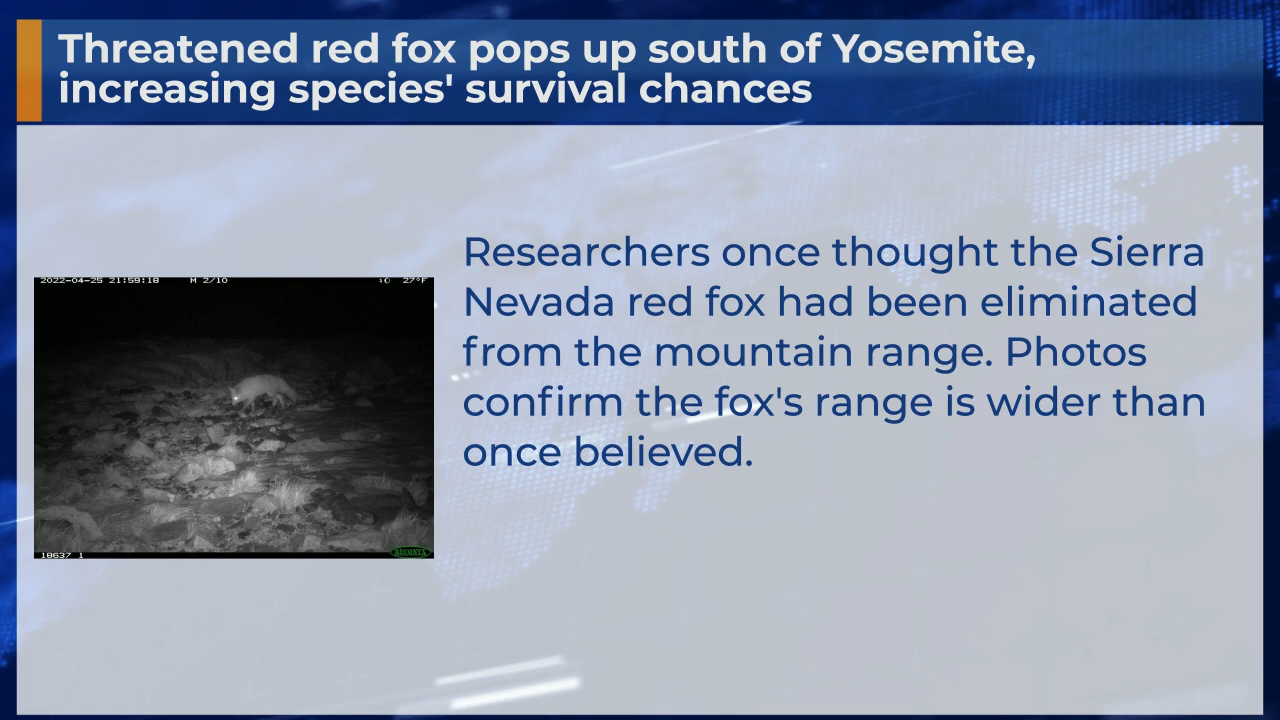 Threatened red fox pops up south of Yosemite,
increasing species' survival chances
Researchers once thought the Sierra
Nevada red fox had been eliminated
from the mountain range. Photos
confirm the fox's range is wider than
once believed.
2022-04-25 21:59:18 M 2/10 27°F
18637 1
RECONYX